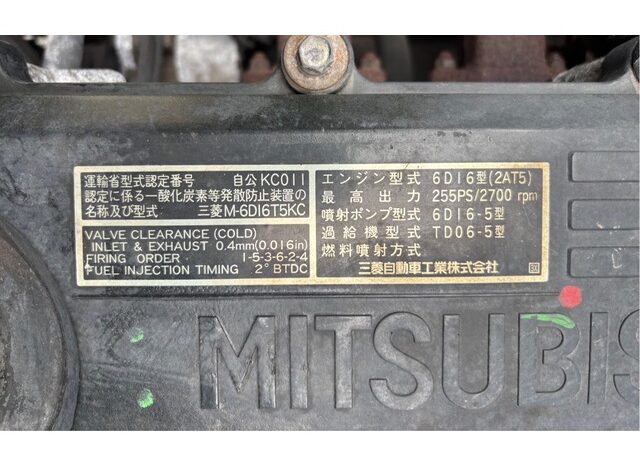 運輸省型式認定番号 自公KC011
認定に係る一酸化炭素等発散防止装置の
名称及び型式 三菱M-6D16T5KC
VALVE CLEARANCE (COLD)
INLET & EXHAUST 0.4mm(0.016in)
FIRING ORDER 1-5-3-6-2-4
FUEL INJECTION TIMING 2° BTDC
エンジン型式 6D16型(2AT5)
最高出力 255PS/2700 rpm
噴射ポンプ型式 6D16-5型
過給機型式 TD06-5型
燃料噴射方式
三菱自動車工業株式会社
MITSUBIS